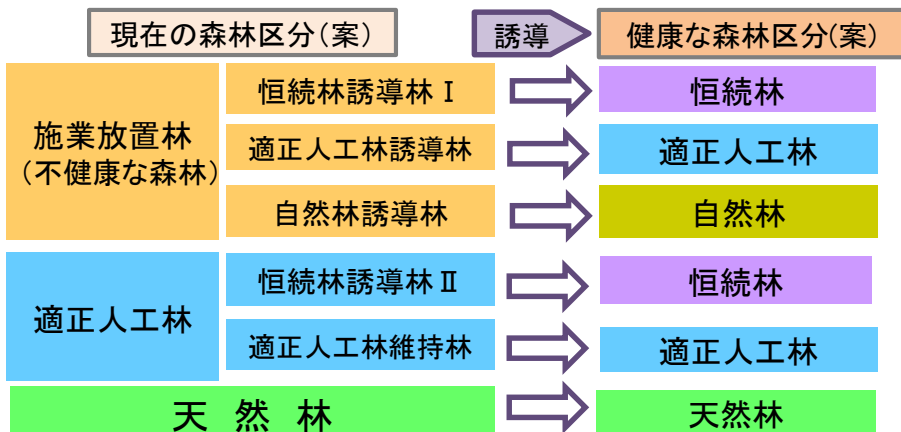 現在の森林区分(案)
誘導
健康な森林区分(案)
施業放置林
(不健康な森林)
恒続林誘導林Ⅰ
恒続林
適正人工林誘導林
適正人工林
自然林誘導林
自然林
適正人工林
恒続林誘導林Ⅱ
恒続林
適正人工林維持林
適正人工林
天 然 林
天然林